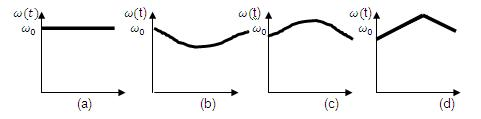 ω(t) ω(t) ω(t) ω(t)
ω₀ ω₀ ω₀ ω₀
(a) (b) (c) (d)